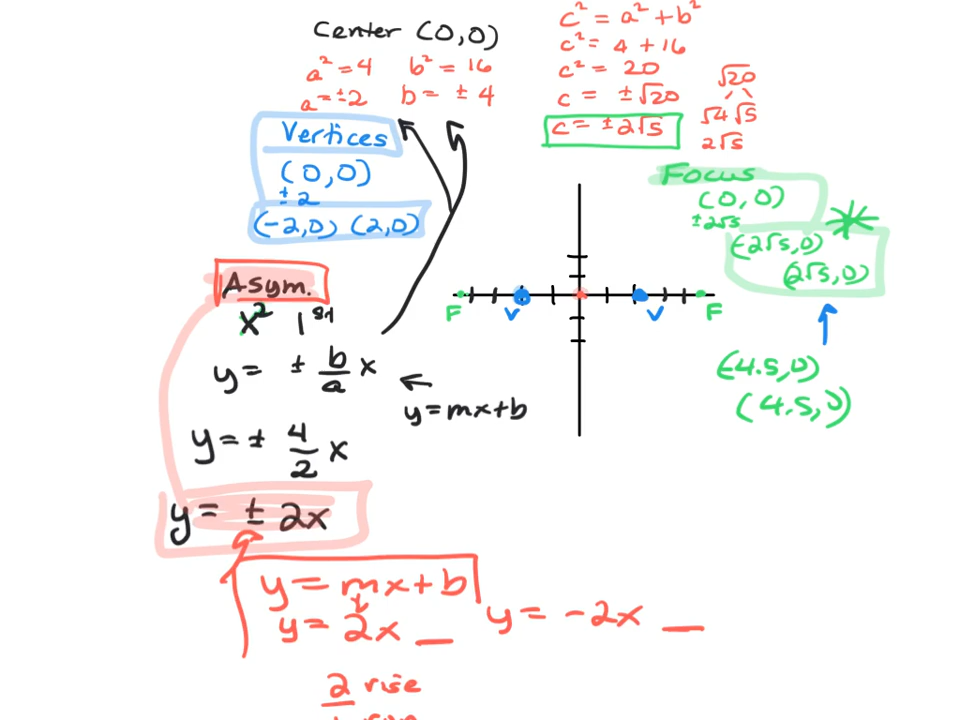 Center (0,0)
a² = 4 b² = 16
a = ±2 b = ± 4
c² = a² + b²
c² = 4 + 16
c² = 20
c = ±√20
c = ±2√5
√20
√4 √5
2√5
Vertices
(0,0)
± 2
(-2,0) (2,0)
Focus
(0,0)
±2√5
(-2√5,0)
(2√5,0)
F V V F
(-4.5,0)
(4.5,0)
Asym.
x² 1st
y = ± b/a x
y = mx+b
y = ± 4/2 x
y = ± 2x
y = mx + b
y = 2x __ y = -2x __
2 rise